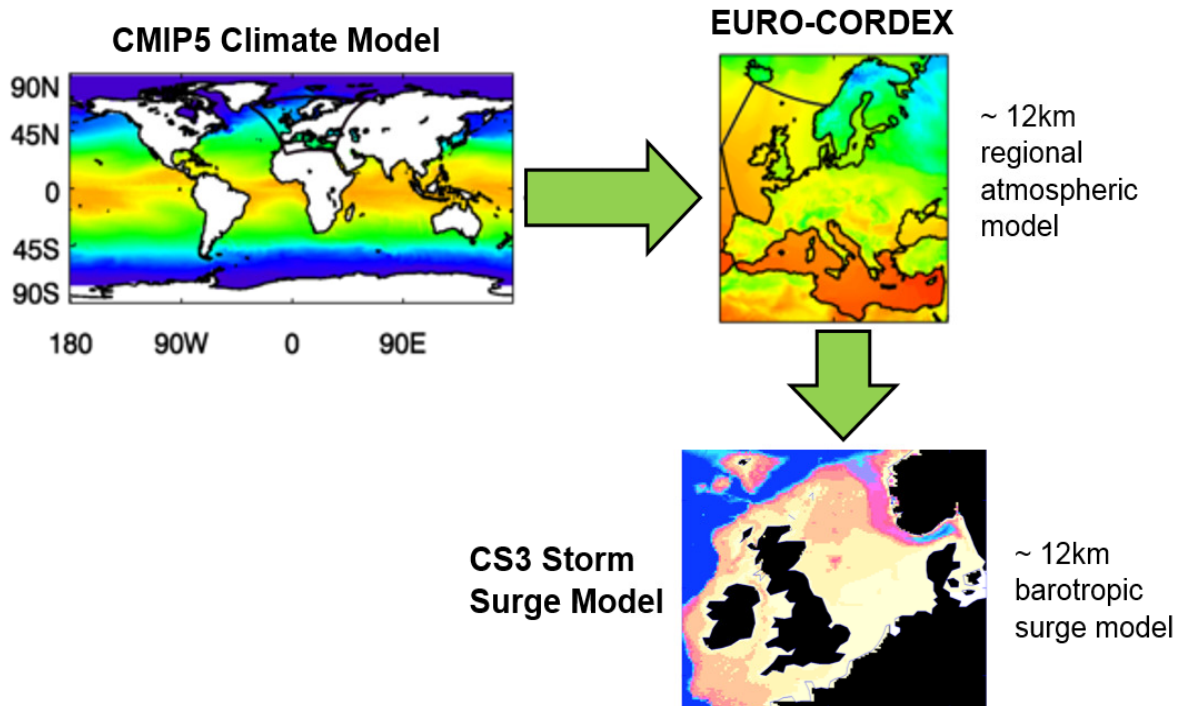 CMIP5 Climate Model
90N
45N
0
45S
90S
180
90W
0
90E
EURO-CORDEX
~ 12km
regional
atmospheric
model
CS3 Storm
Surge Model
~ 12km
barotropic
surge model